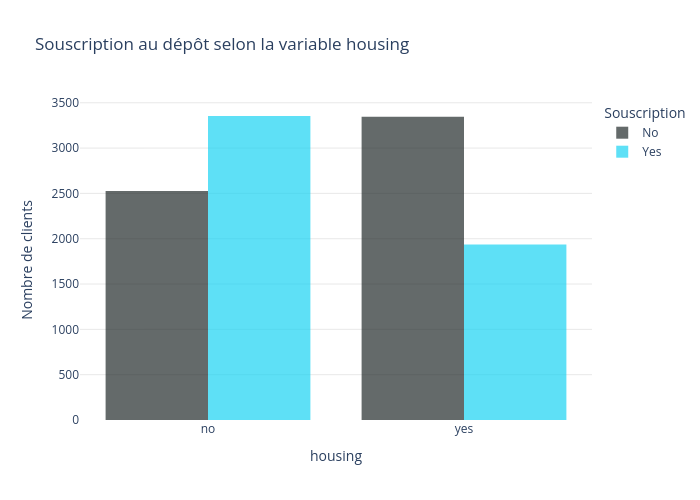 Souscription au dépôt selon la variable housing
Souscription
No
Yes
Nombre de clients
3500
3000
2500
2000
1500
1000
500
0
no
yes
housing